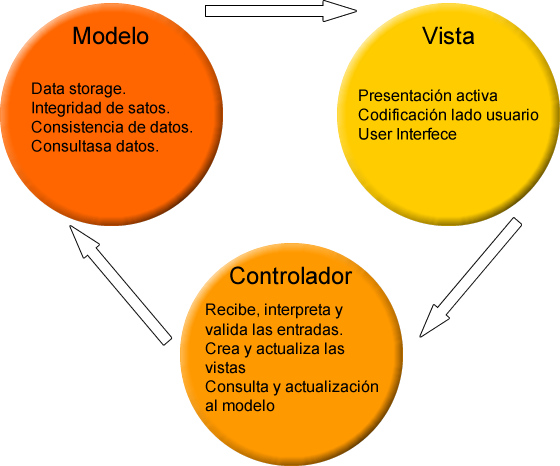 Modelo
Data storage.
Integridad de satos.
Consistencia de datos.
Consultasa datos.
Vista
Presentación activa
Codificación lado usuario
User Interfece
Controlador
Recibe, interpreta y
valida las entradas.
Crea y actualiza las
vistas
Consulta y actualización
al modelo